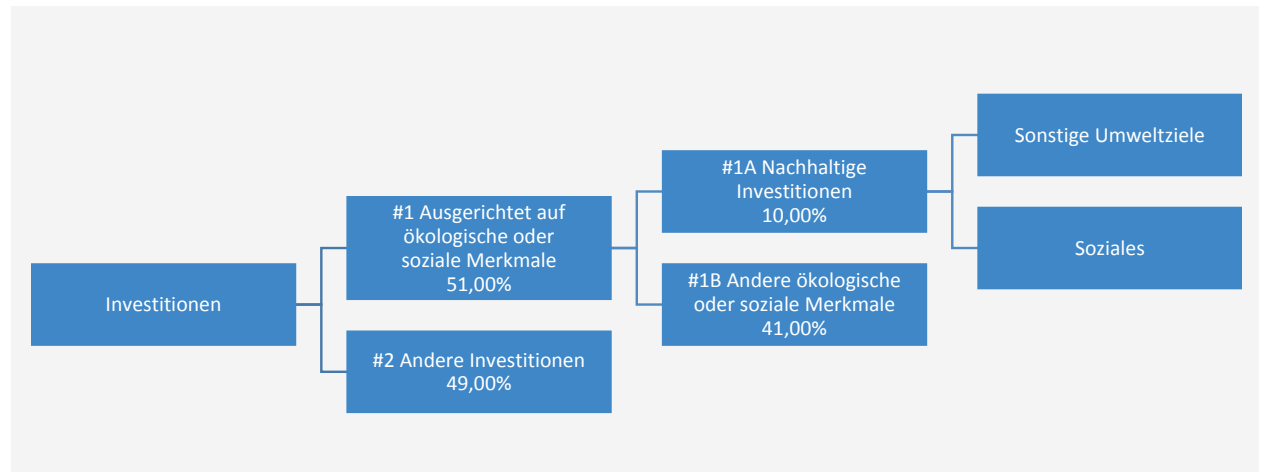 Investitionen
#1 Ausgerichtet auf
ökologische oder
soziale Merkmale
51,00%
#2 Andere Investitionen
49,00%
#1A Nachhaltige
Investitionen
10,00%
#1B Andere ökologische
oder soziale Merkmale
41,00%
Sonstige Umweltziele
Soziales